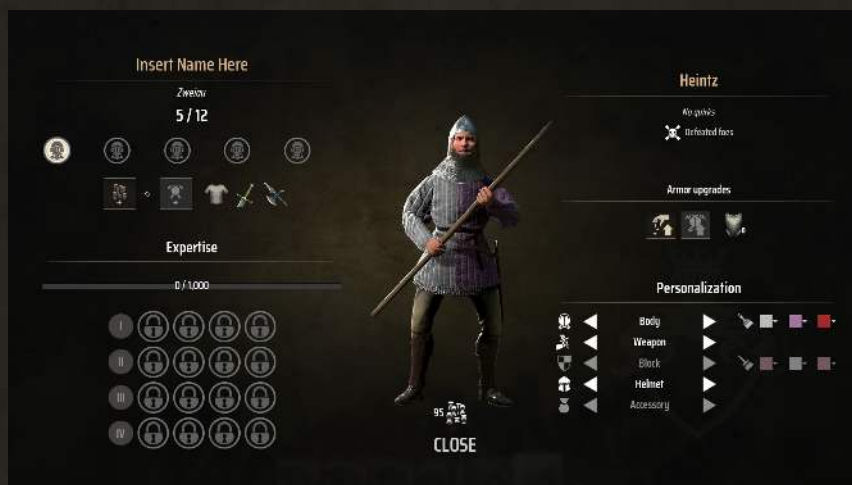 Insert Name Here
Zweiau
5 / 12
Expertise
0 / 1,000
I
II
III
IV
95
CLOSE
Heintz
No quirks
Defeated foes
Armor upgrades
Personalization
Body
Weapon
Block
Helmet
Accessory